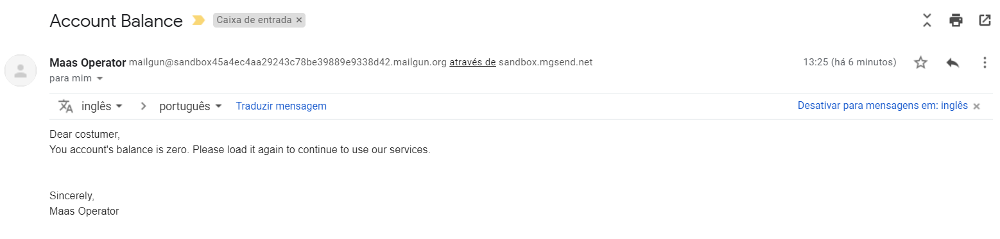 Account Balance Caixa de entrada ×
Maas Operator mailgun@sandbox45a4ec4aa29243c78be39889e9338d42.mailgun.org através de sandbox.mgsend.net 13:25 (há 6 minutos)
para mim
inglês > português Traduzir mensagem Desativar para mensagens em: inglês ×
Dear costumer,
You account's balance is zero. Please load it again to continue to use our services.
Sincerely,
Maas Operator